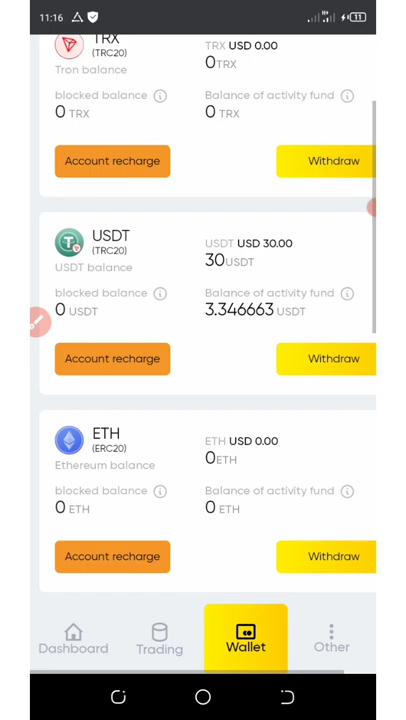 11:16
11
TRX USD 0.00
TRX
(TRC20)
0TRX
Tron balance
blocked balance
Balance of activity fund
0 TRX
0 TRX
Account recharge
Withdraw
USDT
(TRC20)
USDT USD 30.00
30USDT
USDT balance
blocked balance
Balance of activity fund
0 USDT
3.346663 USDT
Account recharge
Withdraw
ETH
(ERC20)
ETH USD 0.00
0ETH
Ethereum balance
blocked balance
Balance of activity fund
0 ETH
0 ETH
Account recharge
Withdraw
Dashboard
Trading
Wallet
Other